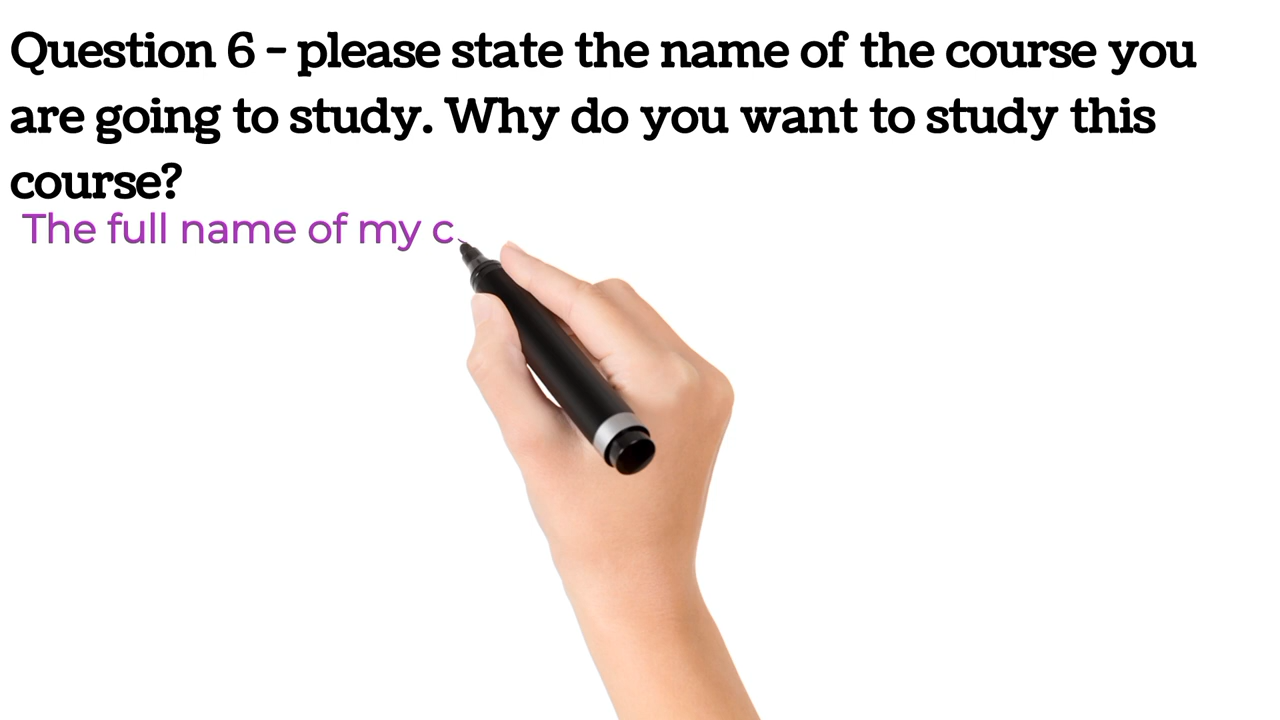 Question 6 - please state the name of the course you
are going to study. Why do you want to study this
course?
The full name of my c